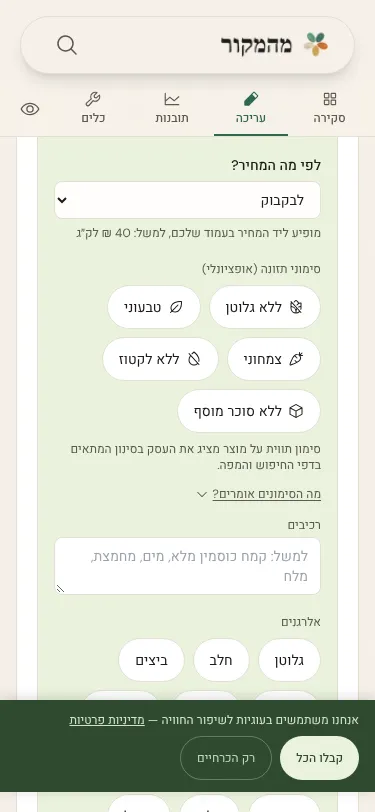 מהמקור
סקירה
עריכה
תובנות
כלים
לפי מה המחיר?
לבקבוק
מופיע ליד המחיר בעמוד שלכם, למשל: 40 ₪ לק״ג
סימוני תזונה (אופציונלי)
ללא גלוטן
טבעוני
צמחוני
ללא לקטוז
ללא סוכר מוסף
סימון תווית על מוצר מציג את העסק בסינון המתאים
בדפי החיפוש והמפה.
מה הסימונים אומרים?
רכיבים
למשל: קמח כוסמין מלא, מים, מחמצת,
מלח
אלרגנים
גלוטן
חלב
ביצים
אנחנו משתמשים בעוגיות לשיפור החוויה — מדיניות פרטיות
קבלו הכל
רק הכרחיים